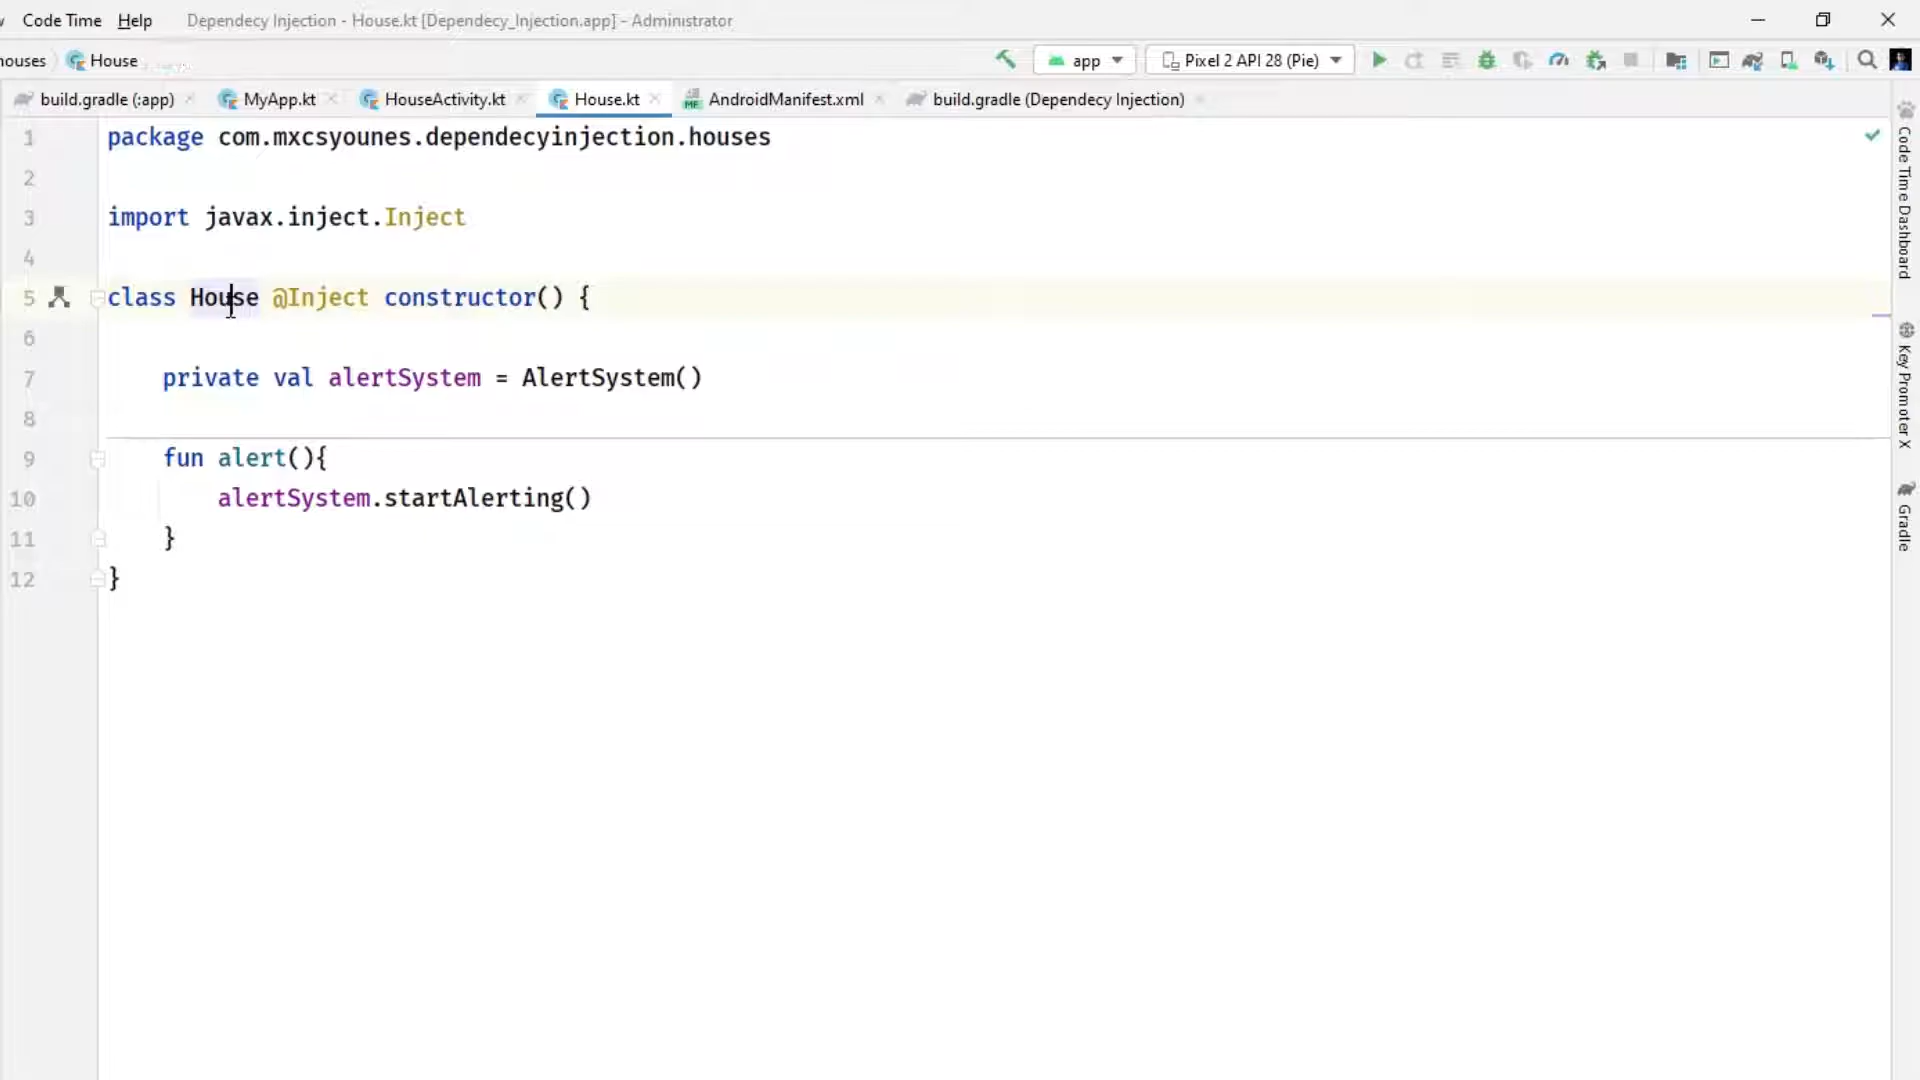 Code Time Help Dependecy Injection - House.kt [Dependecy_Injection.app] - Administrator
House app Pixel 2 API 28 (Pie)
build.gradle (:app) MyApp.kt HouseActivity.kt House.kt AndroidManifest.xml build.gradle (Dependecy Injection)
1 package com.mxcsyounes.dependecyinjection.houses
2
3 import javax.inject.Inject
4
5 class House @Inject constructor() {
6
7 private val alertSystem = AlertSystem()
8
9 fun alert(){
10 alertSystem.startAlerting()
11 }
12 }
Code Time Dashboard
Key Promoter X
Gradle